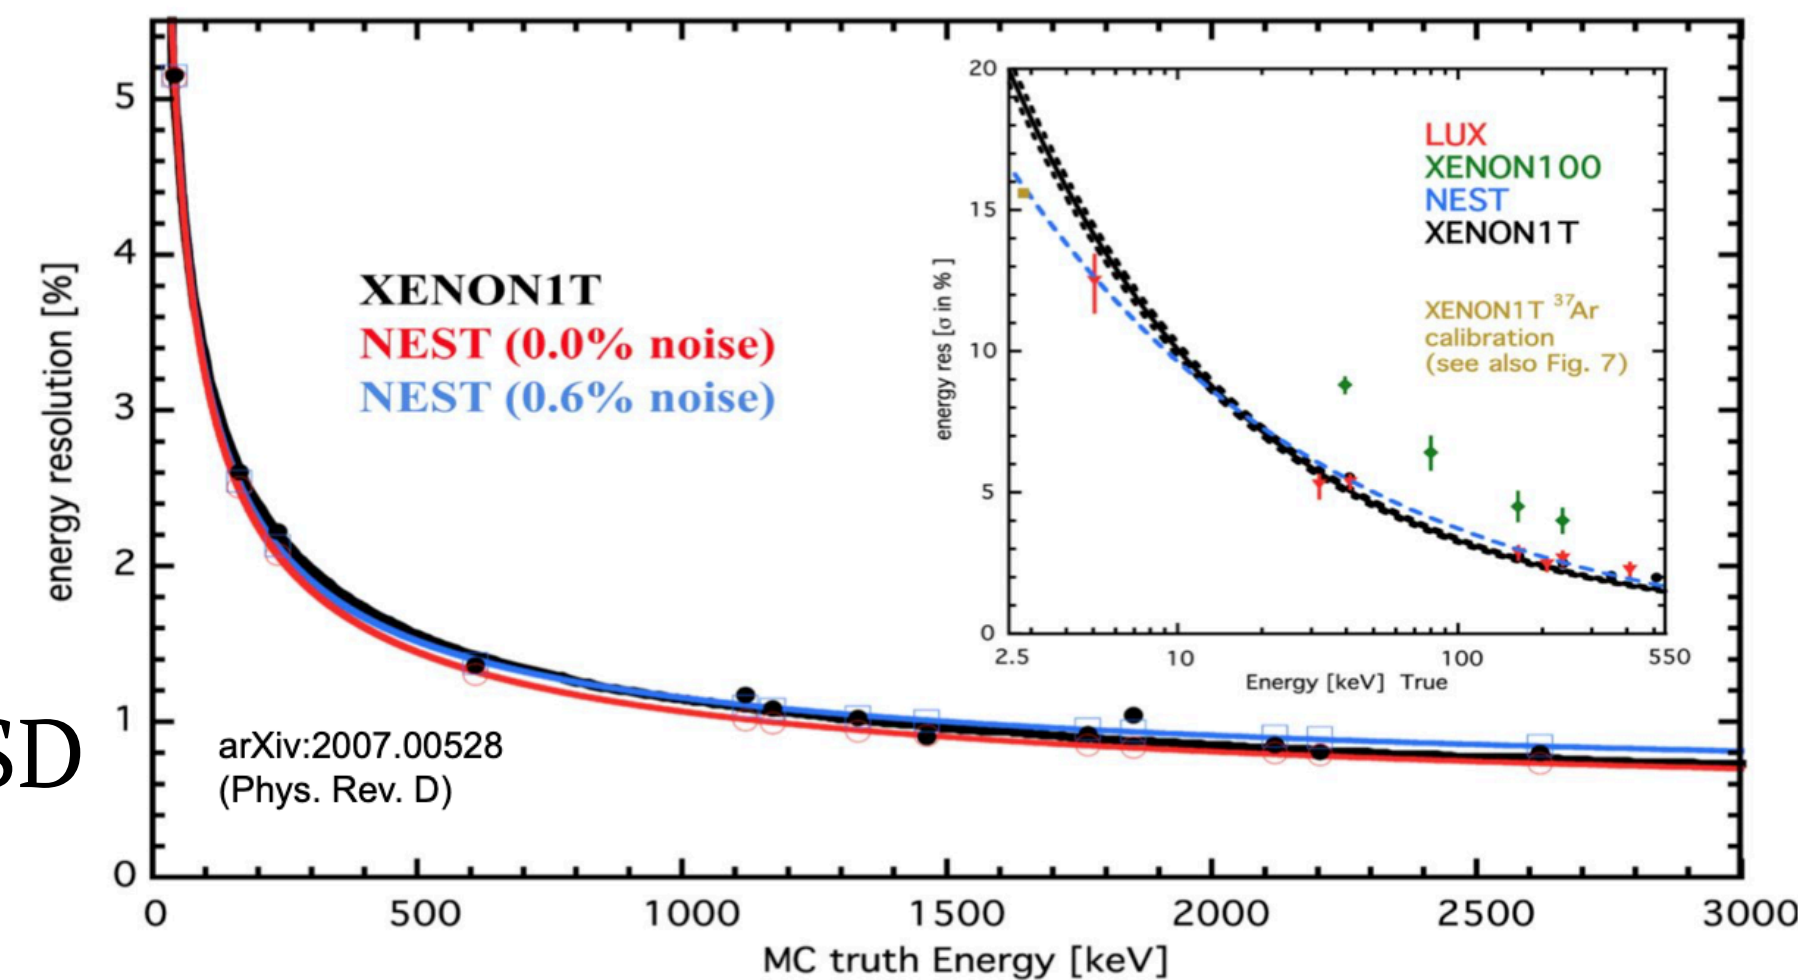 5
4
3
2
1
0
energy resolution [%]
XENON1T
NEST (0.0% noise)
NEST (0.6% noise)
SD
arXiv:2007.00528
(Phys. Rev. D)
0 500 1000 1500 2000 2500 3000
MC truth Energy [keV]
20
15
10
5
0
energy res [σ in %]
LUX
XENON100
NEST
XENON1T
XENON1T ³⁷Ar
calibration
(see also Fig. 7)
2.5 10 100 550
Energy [keV] True